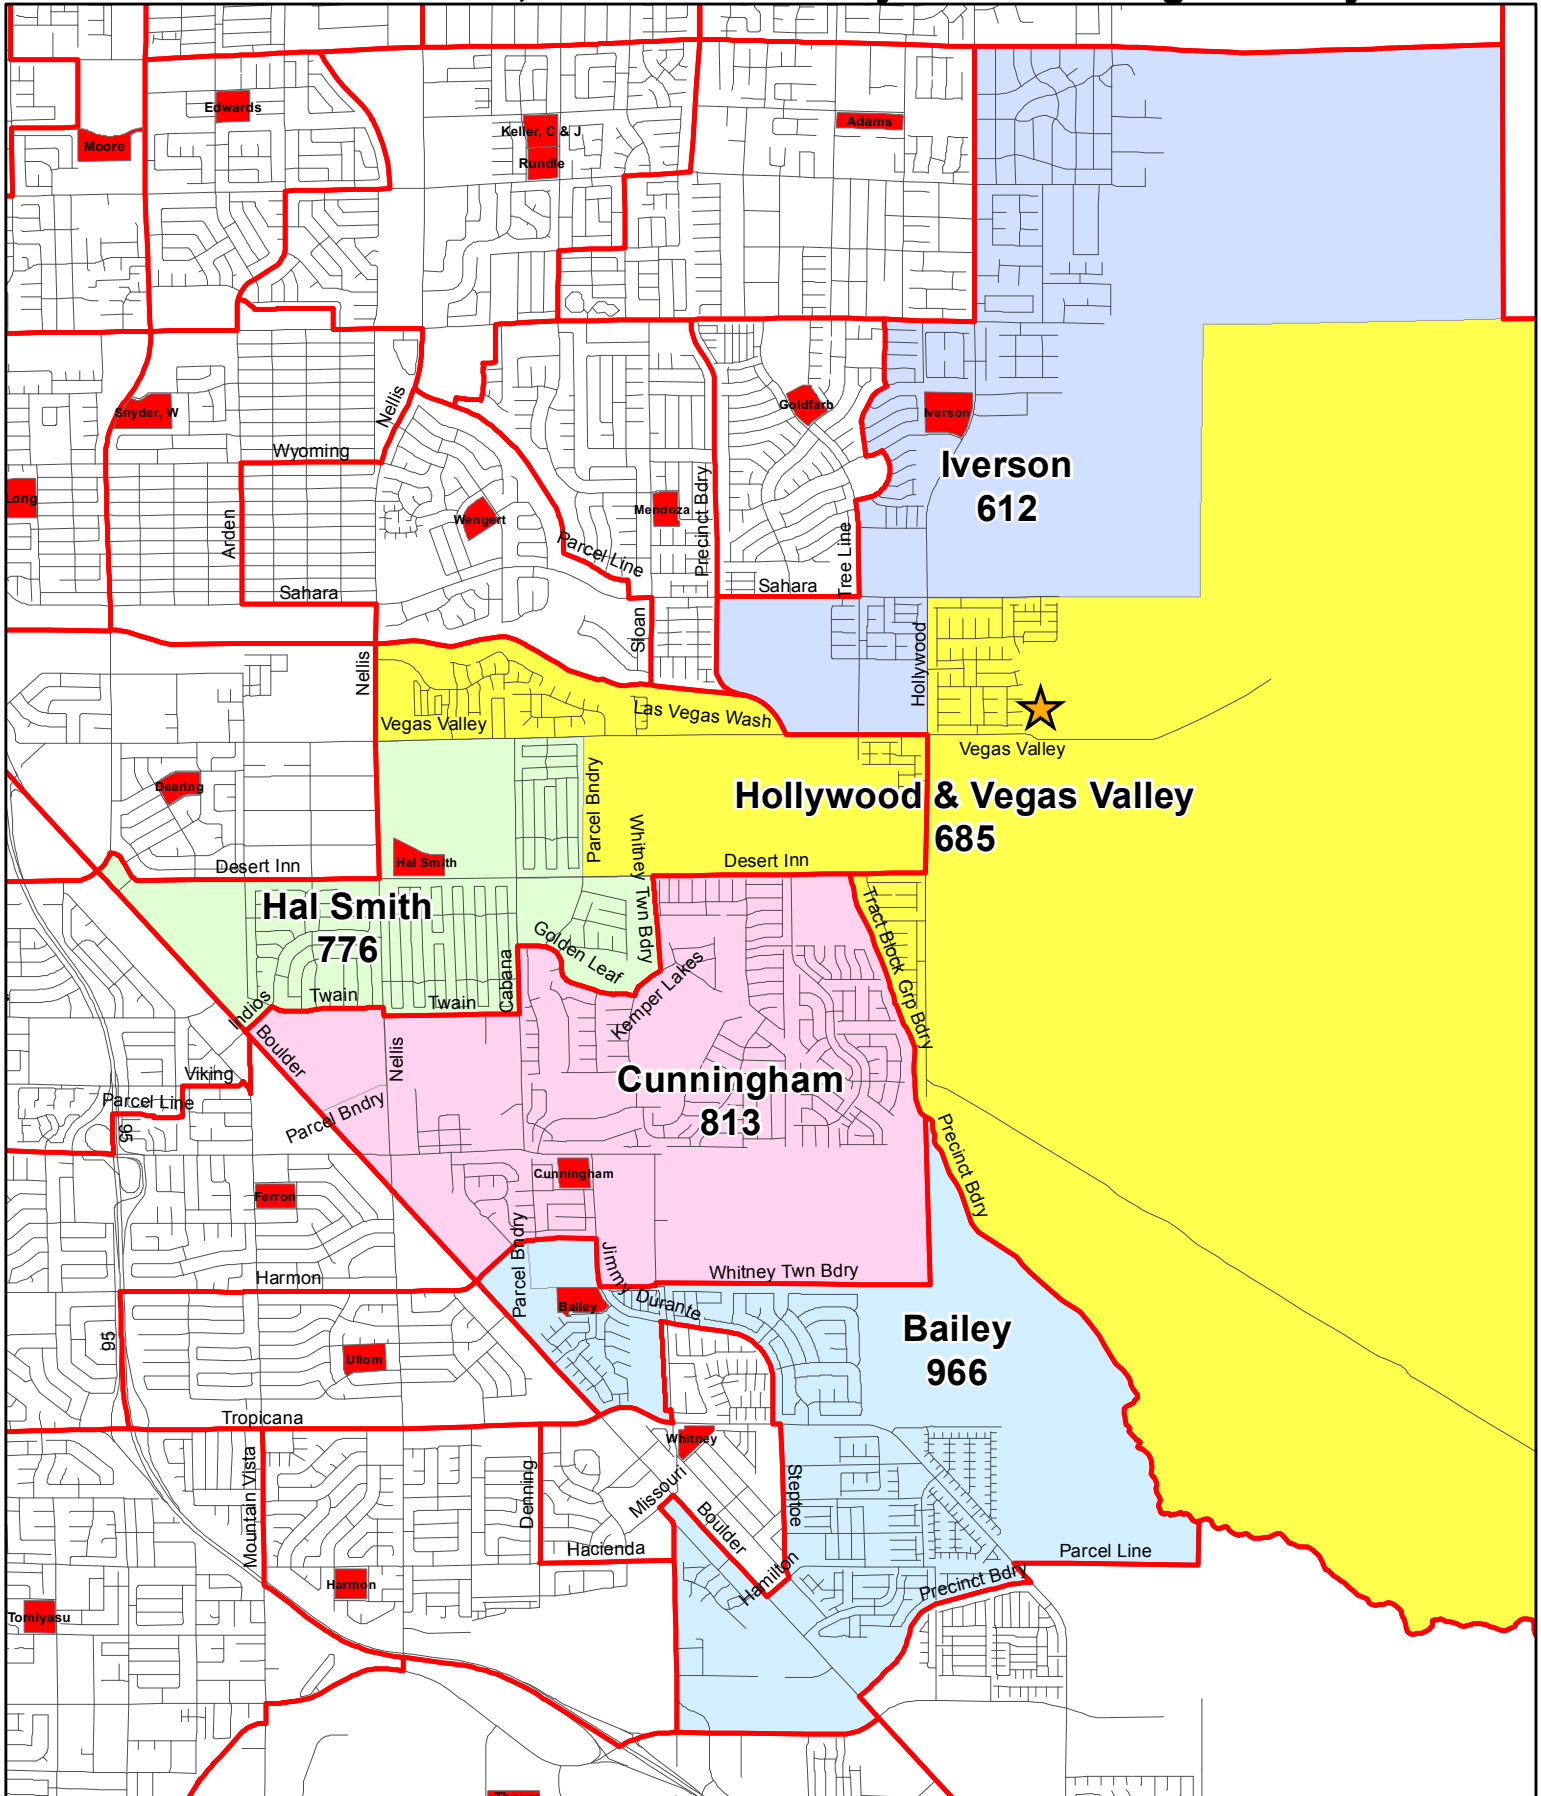 Edwards
Moore
Keller, C & J
Rundle
Adams
Snyder, W
Nellis
Goldfarb
Iverson
Wyoming
Iverson
612
Long
Arden
Wengert
Mendoza
Precinct Bdry
Parcel Line
Tree Line
Sahara
Sahara
Sloan
Hollywood
Nellis
Vegas Valley
Las Vegas Wash
Vegas Valley
Dearing
Parcel Bndry
Hollywood & Vegas Valley
685
Whitney Twn Bdry
Hal Smith
Desert Inn
Desert Inn
Hal Smith
776
Tract Block Grp Bdry
Golden Leaf
Cabana
Kemper Lakes
Indios
Twain
Twain
Boulder
Nellis
Viking
Cunningham
813
Parcel Line
Parcel Bndry
95
Precinct Bdry
Cunningham
Ferron
Parcel Bndry
Jimmy Durante
Harmon
Whitney Twn Bdry
Bailey
Bailey
966
95
Ullom
Tropicana
Whitney
Mountain Vista
Denning
Missouri
Steptoe
Boulder
Hacienda
Parcel Line
Hamilton
Precinct Bdry
Harmon
Tomiyasu